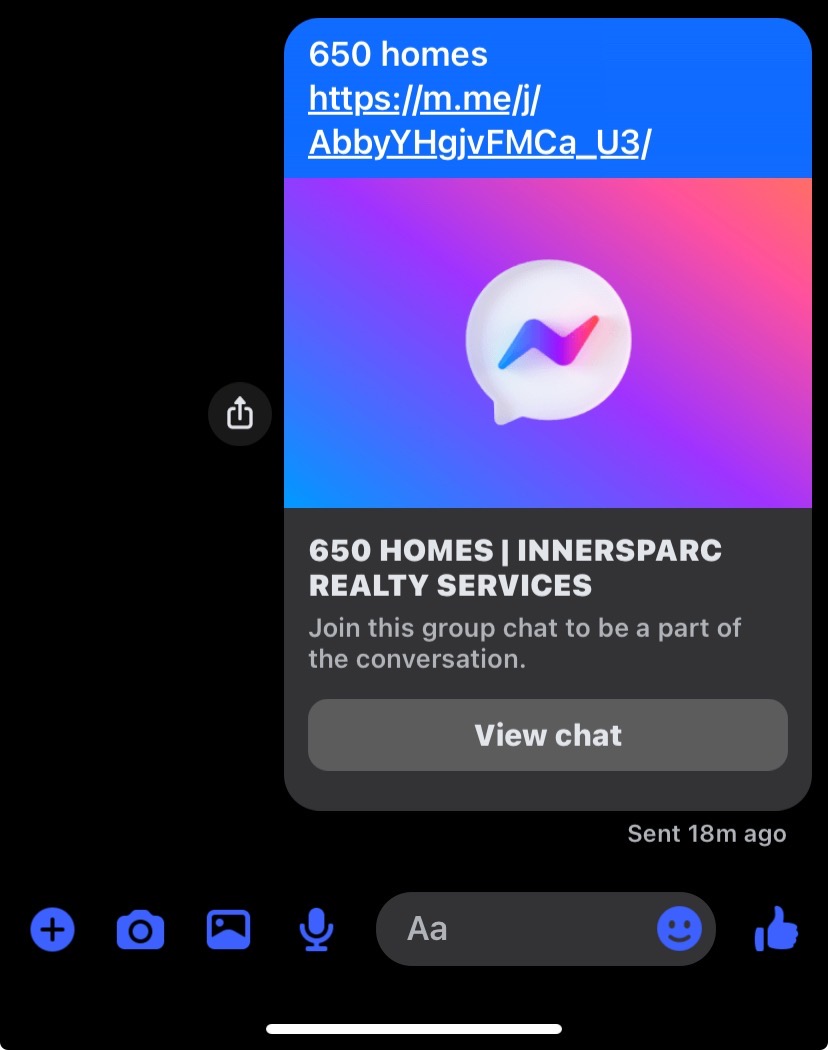 650 homes
https://m.me/j/
AbbyYHgjvFMCa_U3/
650 HOMES | INNERSPARC
REALTY SERVICES
Join this group chat to be a part of
the conversation.
View chat
Sent 18m ago
Aa